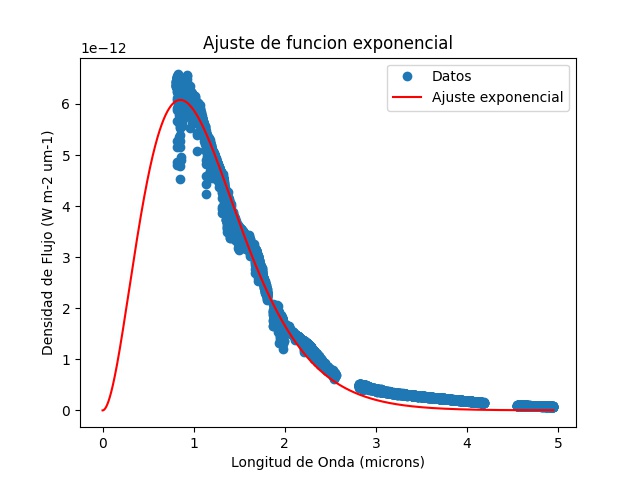 Ajuste de funcion exponencial
1e−12
Datos
Ajuste exponencial
Densidad de Flujo (W m-2 um-1)
6
5
4
3
2
1
0
0 1 2 3 4 5
Longitud de Onda (microns)